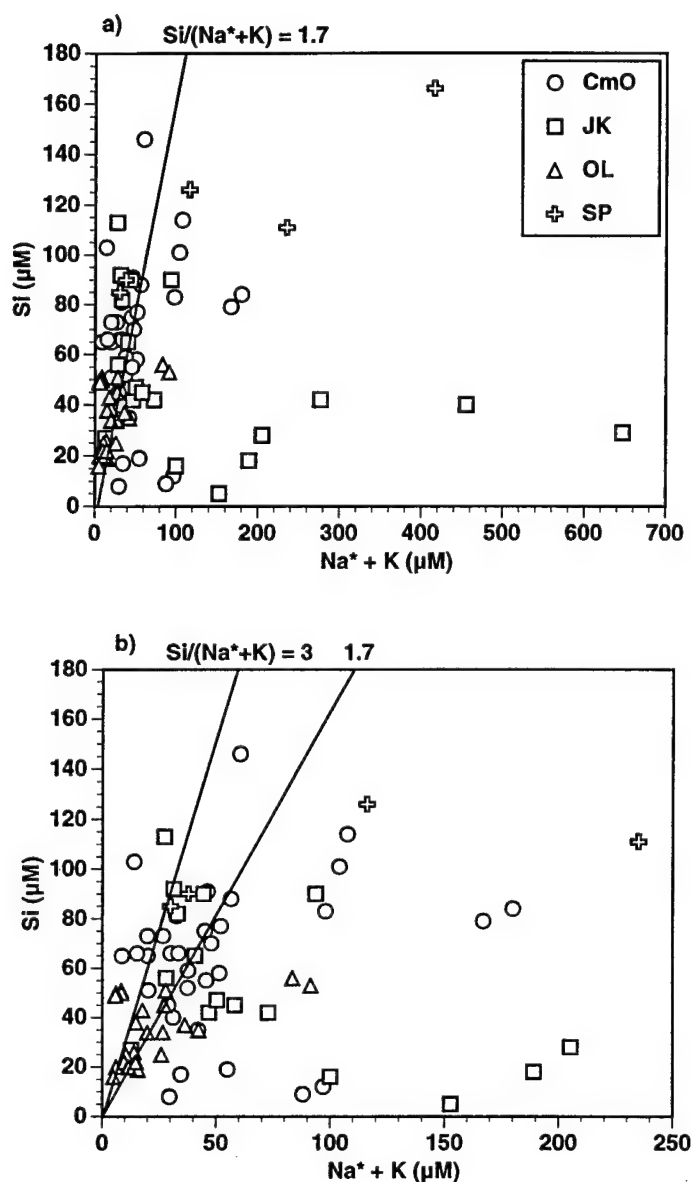 a)
Si/(Na*+K) = 1.7
180
160
140
120
100
80
60
40
20
0
Si (µM)
CmO
JK
OL
SP
0 100 200 300 400 500 600 700
Na* + K (µM)
b)
Si/(Na*+K) = 3 1.7
180
160
140
120
100
80
60
40
20
0
Si (µM)
0 50 100 150 200 250
Na* + K (µM)